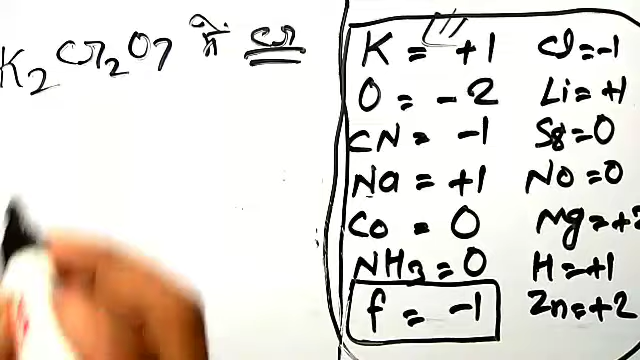 K2Cr2O7 में Cr
K = +1 Cl = -1
O = -2 Li = +1
CN = -1 S8 = 0
Na = +1 No = 0
Co = 0 Mg = +2
NH3 = 0 H = +1
f = -1 Zn = +2